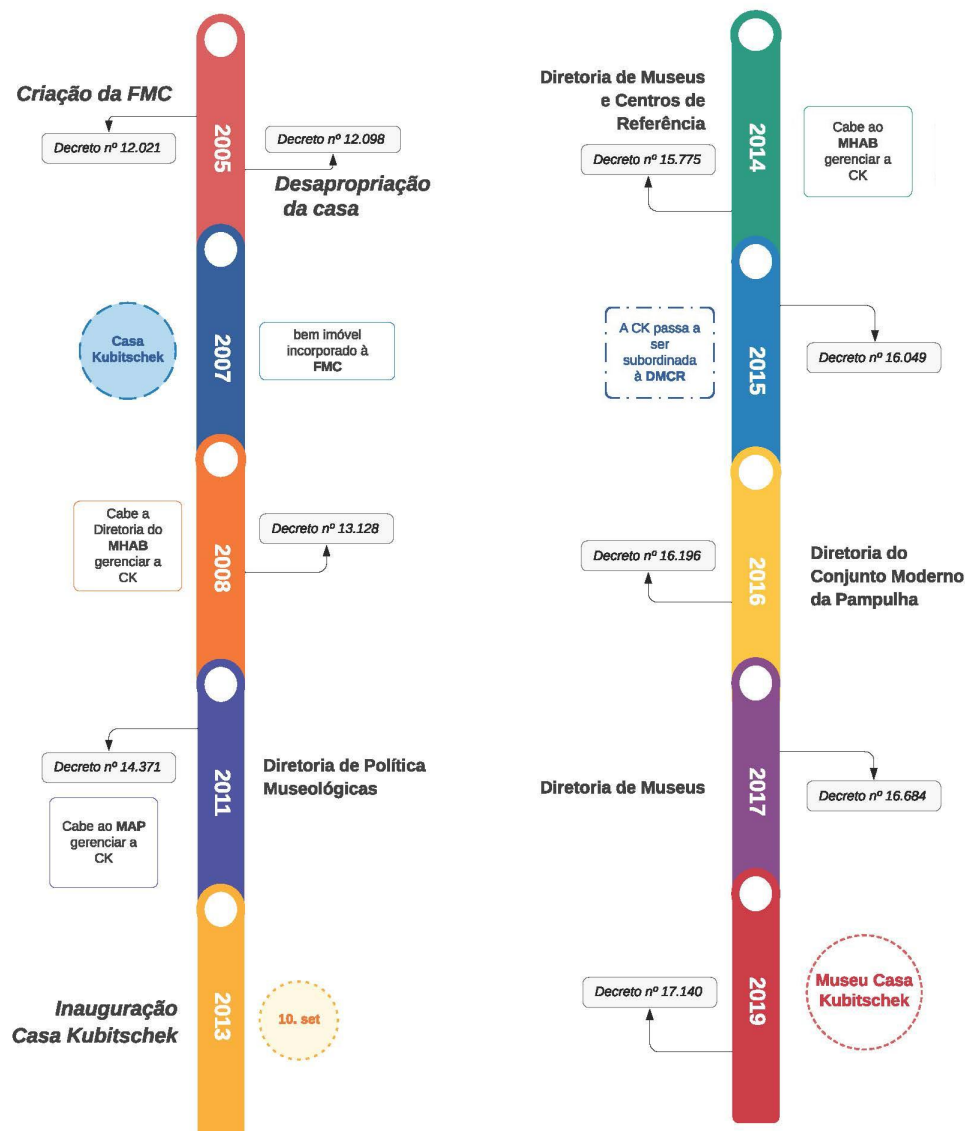 Criação da FMC
Decreto nº 12.021
2005
Decreto nº 12.098
Desapropriação
da casa
Casa
Kubitschek
2007
bem imóvel
incorporado à
FMC
Cabe a
Diretoria do
MHAB
gerenciar a
CK
2008
Decreto nº 13.128
Decreto nº 14.371
Cabe ao MAP
gerenciar a
CK
2011
Diretoria de Política
Museológicas
Inauguração
Casa Kubitschek
2013
10. set
Diretoria de Museus
e Centros de
Referência
Decreto nº 15.775
2014
Cabe ao
MHAB
gerenciar a
CK
A CK passa a
ser
subordinada
à DMCR
2015
Decreto nº 16.049
Decreto nº 16.196
2016
Diretoria do
Conjunto Moderno
da Pampulha
Diretoria de Museus
2017
Decreto nº 16.684
Decreto nº 17.140
2019
Museu Casa
Kubitschek